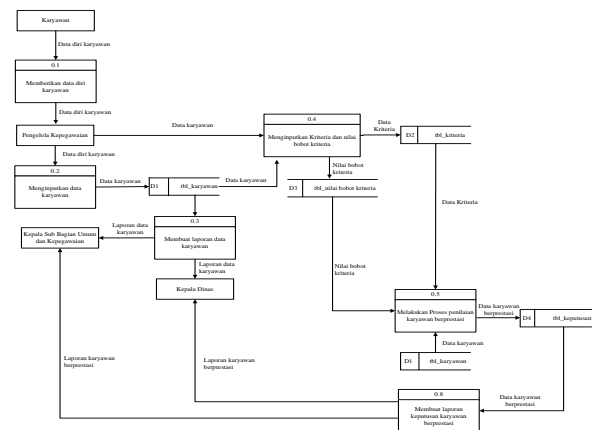 Karyawan
Data diri karyawan
0.1
Memberikan data diri
karyawan
Data diri karyawan
Pengelola Kepegawaian
Data karyawan
Data diri karyawan
0.2
Menginputkan data
karyawan
Data karyawan
D1 tbl_karyawan
Data karyawan
0.4
Menginputkan Kriteria dan nilai
bobot kriteria
Data
Kriteria
D2 tbl_kriteria
Nilai bobot
kriteria
D3 tbl_nilai bobot kriteria
Data Kriteria
0.3
Membuat laporan data
karyawan
Laporan data
karyawan
Kepala Sub Bagian Umum
dan Kepegawaian
Laporan data
karyawan
Kepala Dinas
Nilai bobot
kriteria
0.5
Melakukan Proses penilaian
karyawan berprestasi
Data karyawan
berprestasi
D4 tbl_keputusan
Data karyawan
D1 tbl_karyawan
Laporan karyawan
berprestasi
Laporan karyawan
berprestasi
Data karyawan
berprestasi
0.8
Membuat laporan
keputusan karyawan
berprestasi